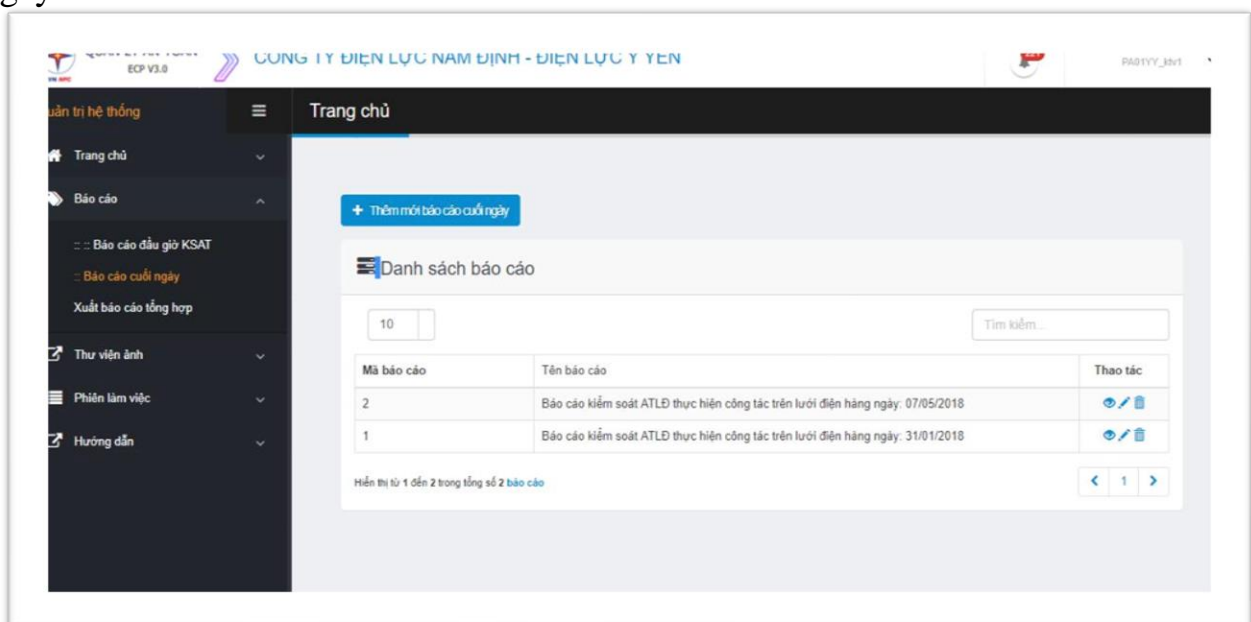 ECP V3.0
CÔNG TY ĐIỆN LỰC NAM ĐỊNH - ĐIỆN LỰC Ý YÊN
PA01YY_ktv1
uản trị hệ thống
Trang chủ
Trang chủ
Báo cáo
:: :: Báo cáo đầu giờ KSAT
:: Báo cáo cuối ngày
Xuất báo cáo tổng hợp
Thư viện ảnh
Phiên làm việc
Hướng dẫn
+ Thêm mới báo cáo cuối ngày
Danh sách báo cáo
10
Tìm kiếm...
Mã báo cáo Tên báo cáo Thao tác
2 Báo cáo kiểm soát ATLĐ thực hiện công tác trên lưới điện hàng ngày: 07/05/2018
1 Báo cáo kiểm soát ATLĐ thực hiện công tác trên lưới điện hàng ngày: 31/01/2018
Hiển thị từ 1 đến 2 trong tổng số 2 báo cáo
1